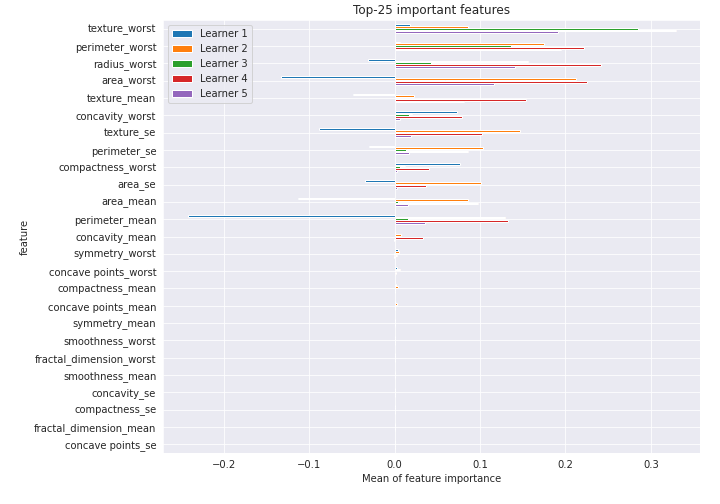 Top-25 important features
Learner 1
Learner 2
Learner 3
Learner 4
Learner 5
feature
texture_worst
perimeter_worst
radius_worst
area_worst
texture_mean
concavity_worst
texture_se
perimeter_se
compactness_worst
area_se
area_mean
perimeter_mean
concavity_mean
symmetry_worst
concave points_worst
compactness_mean
concave points_mean
symmetry_mean
smoothness_worst
fractal_dimension_worst
smoothness_mean
concavity_se
compactness_se
fractal_dimension_mean
concave points_se
−0.2 −0.1 0.0 0.1 0.2 0.3
Mean of feature importance